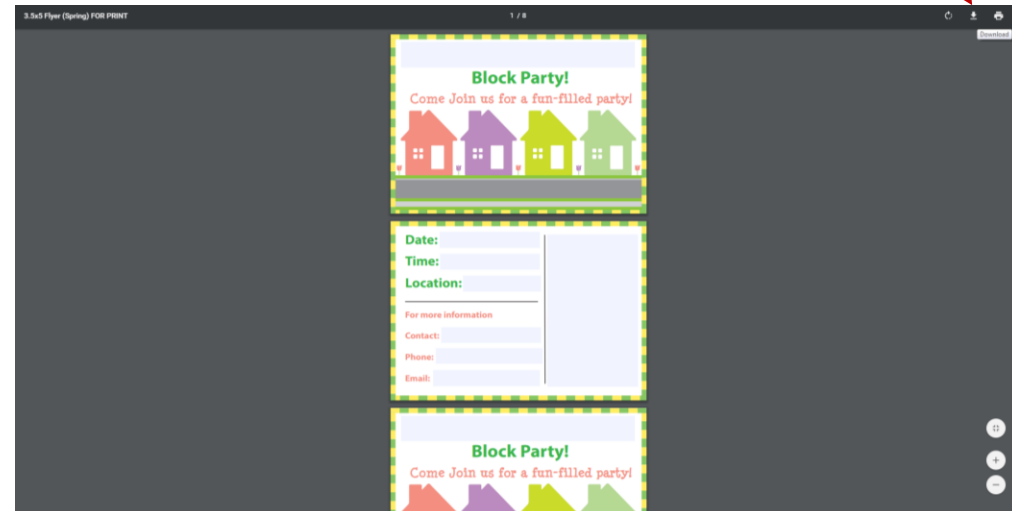 3.5x5 Flyer (Spring) FOR PRINT
1 / 8
Download
Block Party!
Come Join us for a fun-filled party!
Date:
Time:
Location:
For more information
Contact:
Phone:
Email:
Block Party!
Come Join us for a fun-filled party!